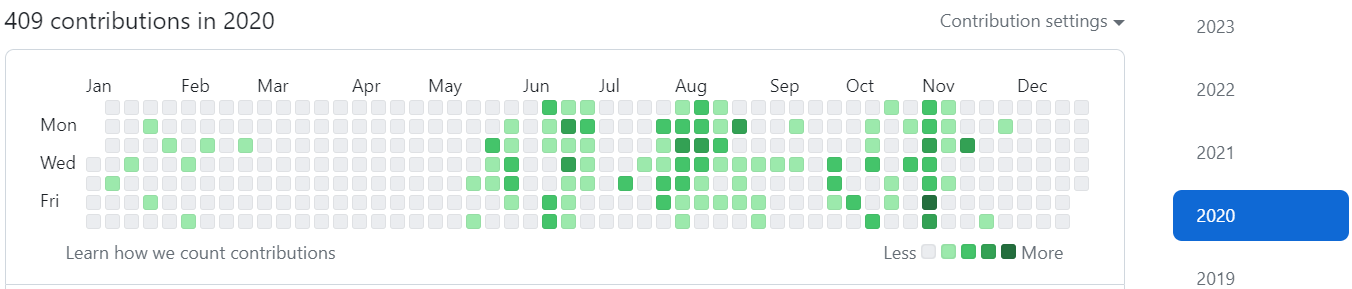 409 contributions in 2020
Contribution settings
Jan Feb Mar Apr May Jun Jul Aug Sep Oct Nov Dec
Mon
Wed
Fri
Learn how we count contributions
Less More
2023
2022
2021
2020
2019